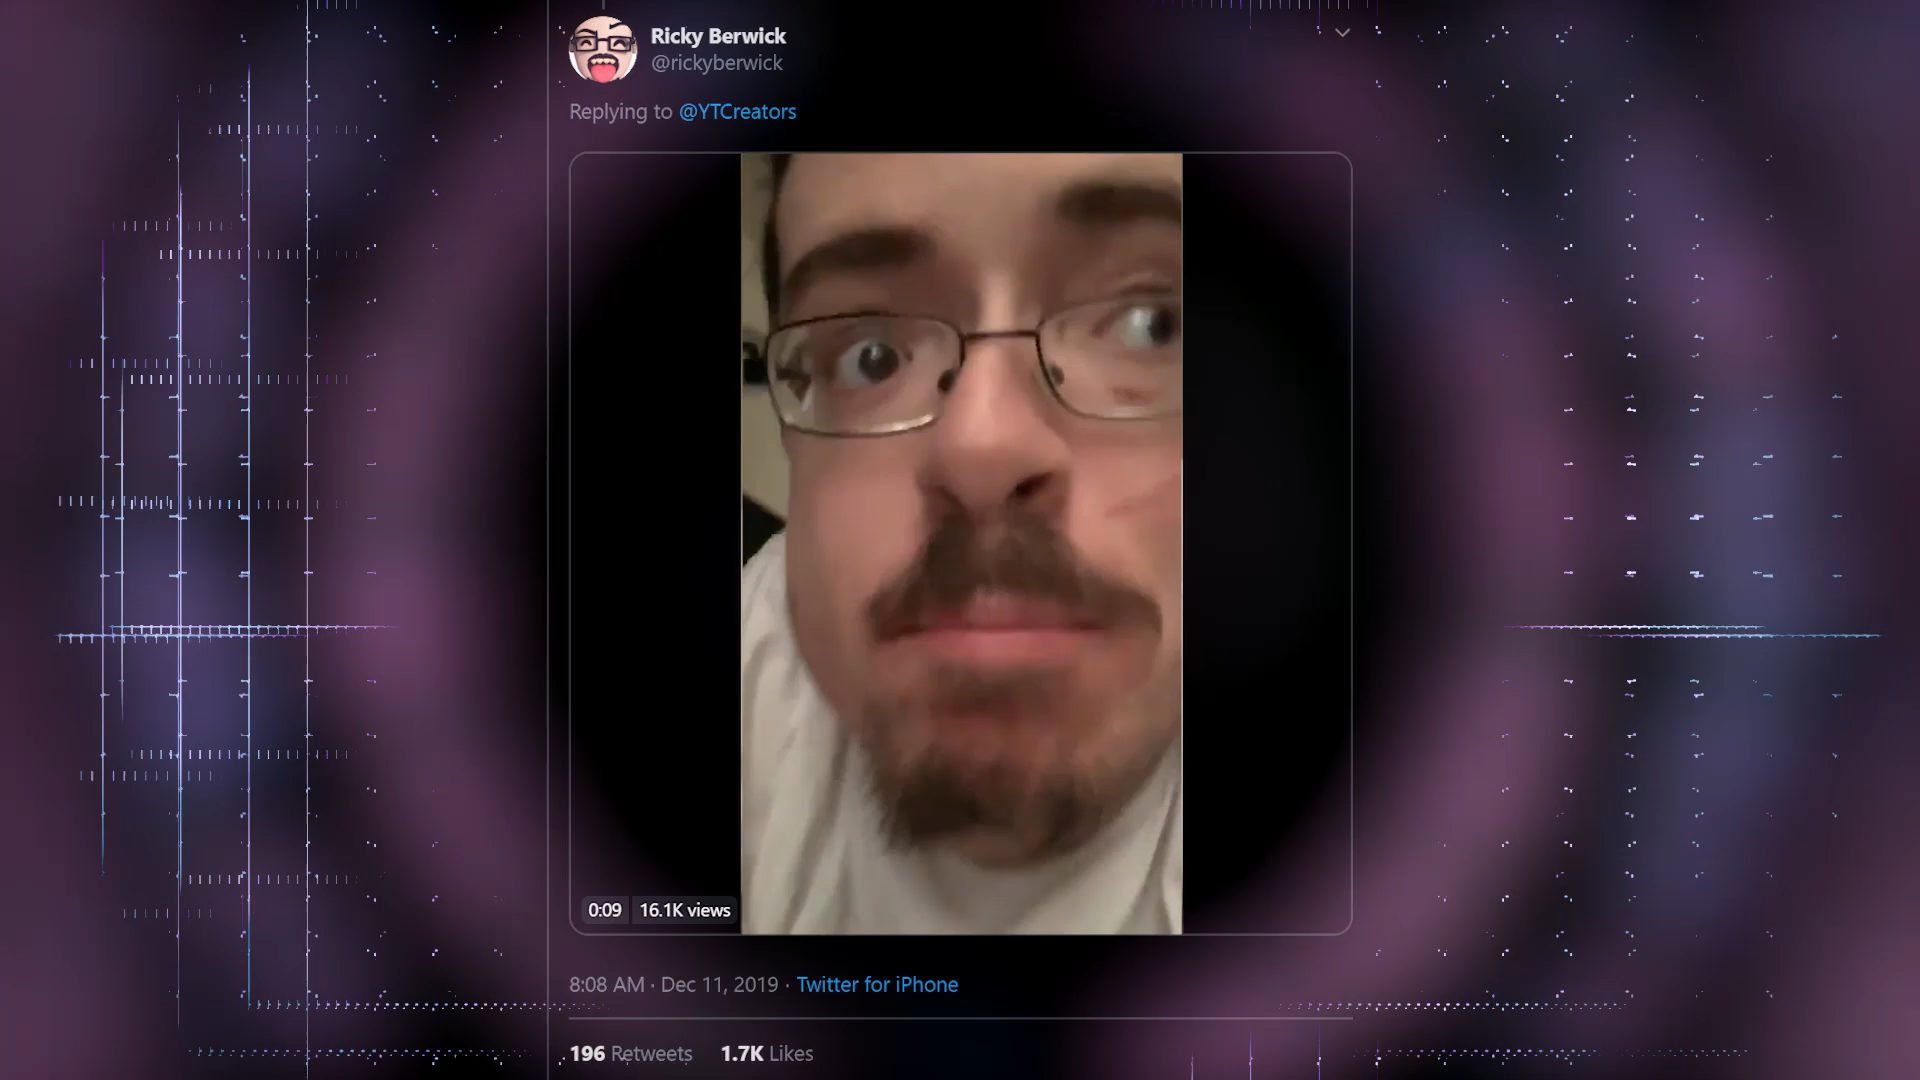 Ricky Berwick
@rickyberwick
Replying to @YTCreators
0:09 16.1K views
8:08 AM · Dec 11, 2019 · Twitter for iPhone
196 Retweets 1.7K Likes